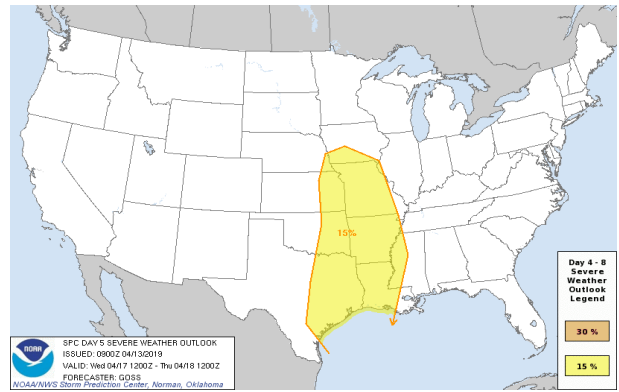 15%
Day 4 - 8
Severe
Weather
Outlook
Legend
30 %
15 %
NOAA
SPC DAY 5 SEVERE WEATHER OUTLOOK
ISSUED: 0900Z 04/13/2019
VALID: Wed 04/17 1200Z - Thu 04/18 1200Z
FORECASTER: GOSS
NOAA/NWS Storm Prediction Center, Norman, Oklahoma